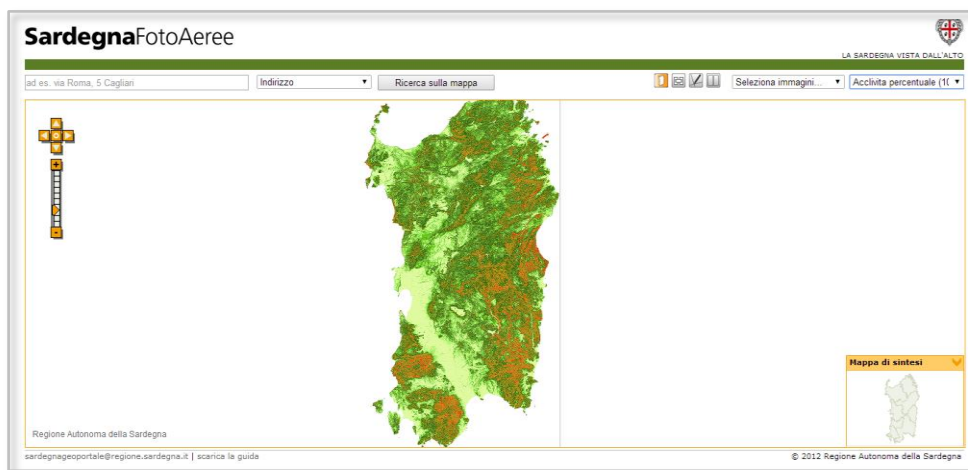 SardegnaFotoAeree
LA SARDEGNA VISTA DALL'ALTO
ad es. via Roma, 5 Cagliari
Indirizzo
Ricerca sulla mappa
Seleziona immagini...
Acclivita percentuale (1(
+
-
Mappa di sintesi
Regione Autonoma della Sardegna
sardegnageoportale@regione.sardegna.it | scarica la guida
© 2012 Regione Autonoma della Sardegna